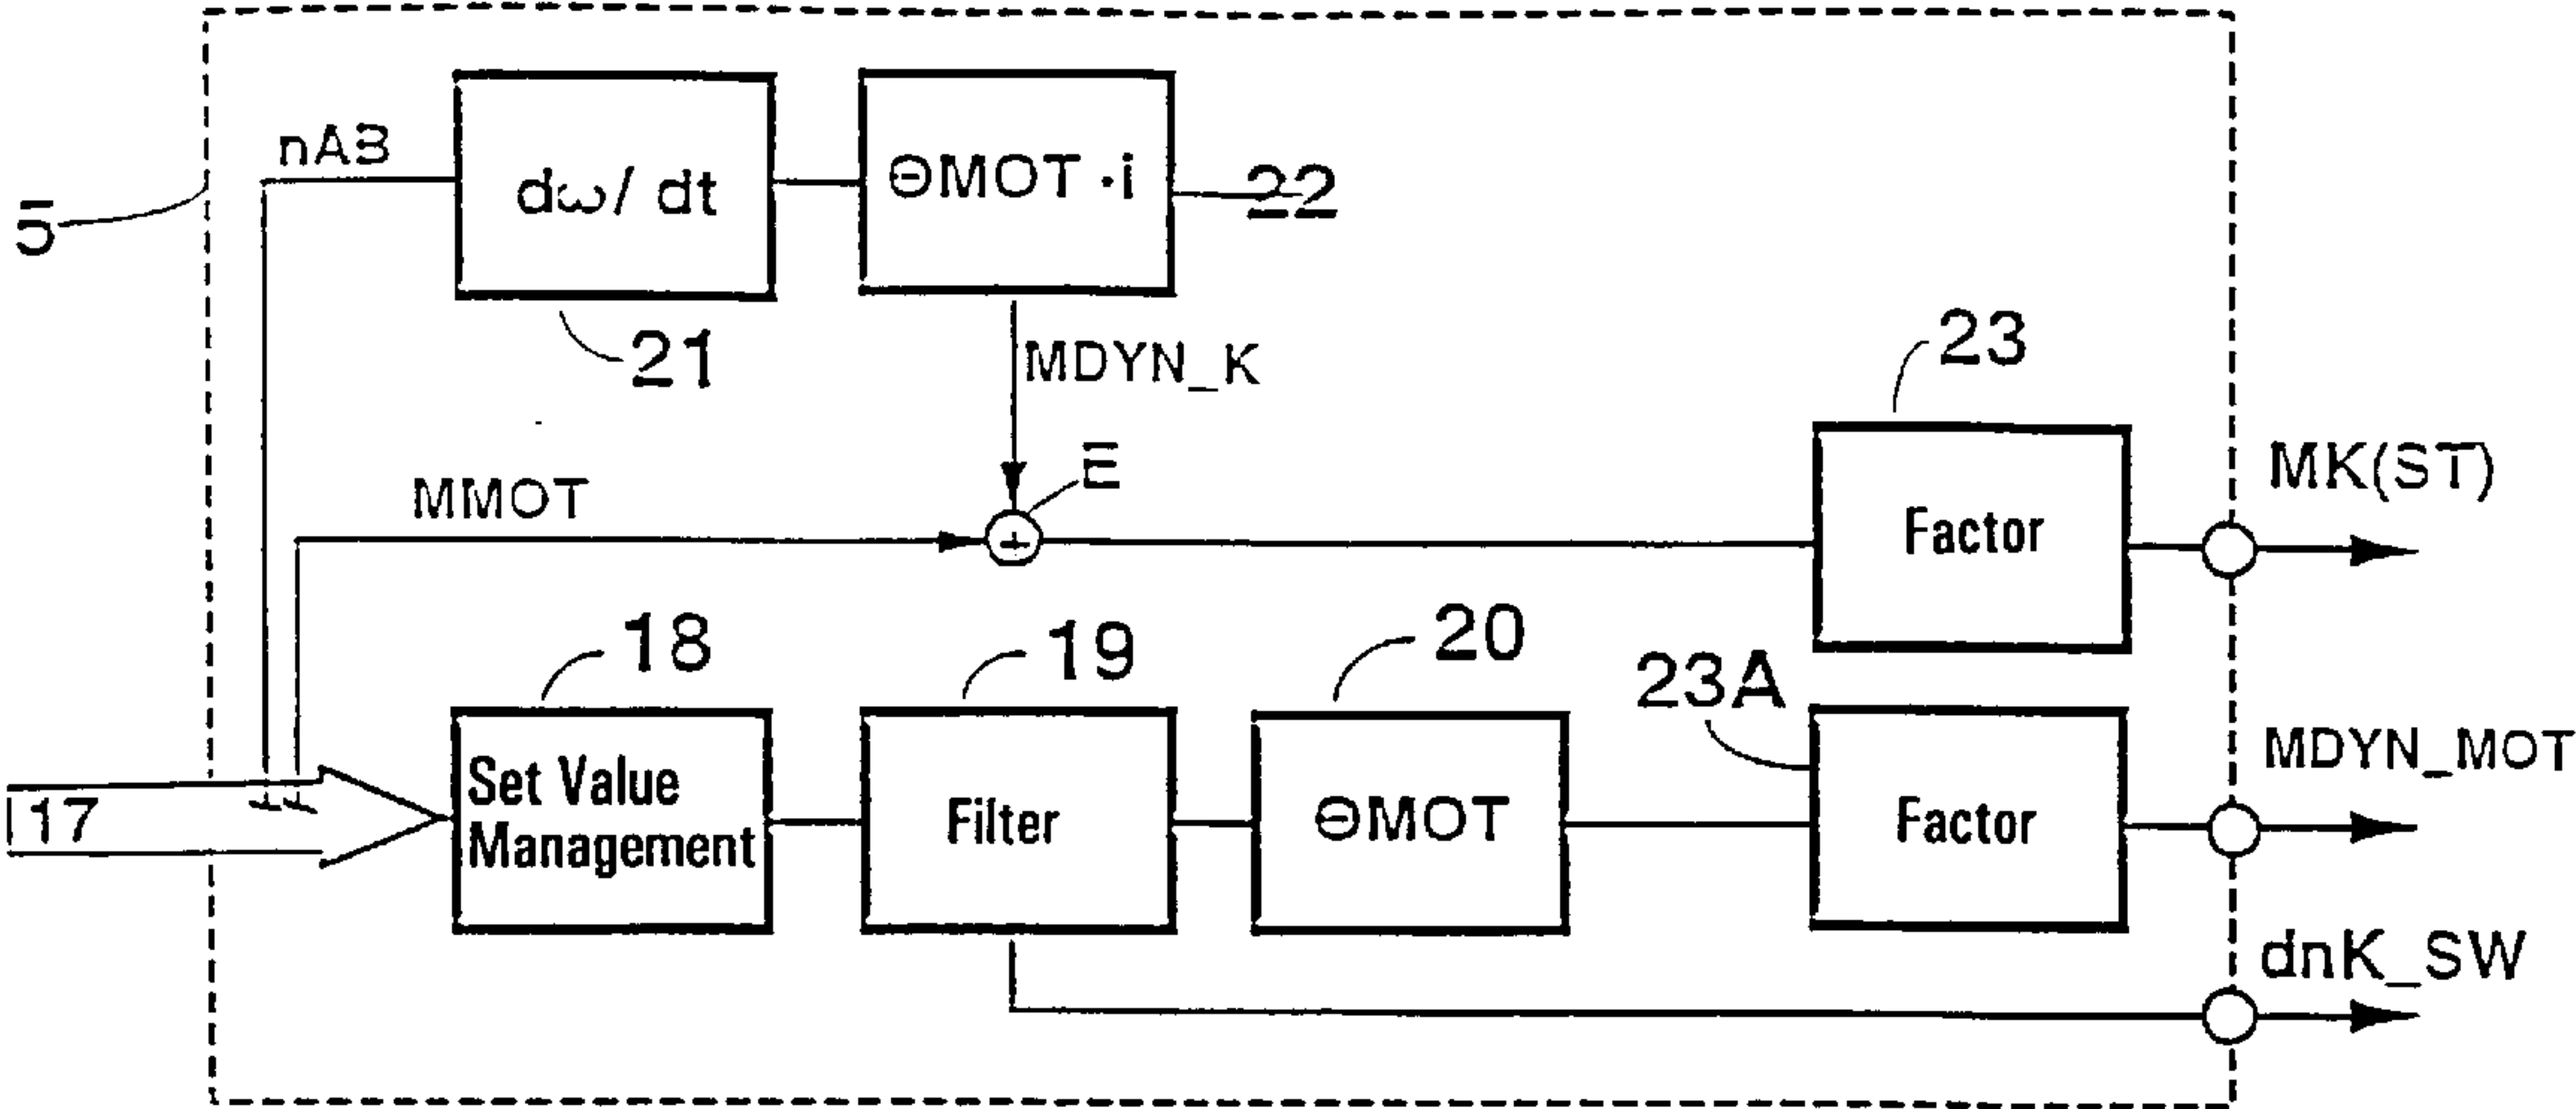 nAB
dω/ dt
ΘMOT ·i
22
5
21
MDYN_K
23
E
MMOT
+
Factor
MK(ST)
18
19
20
23A
17
Set Value
Management
Filter
ΘMOT
Factor
MDYN_MOT
dnK_SW